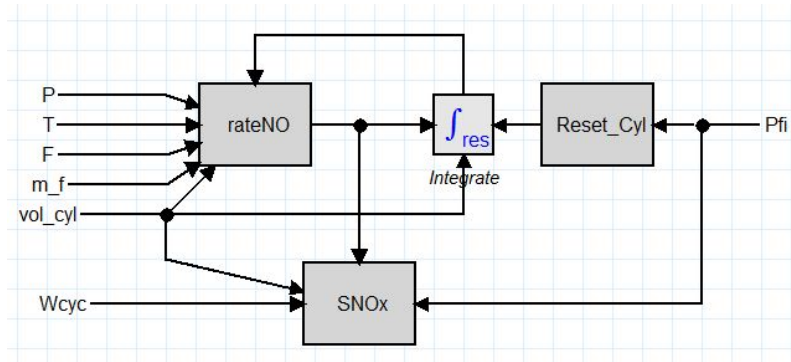 P
T
F
m_f
vol_cyl
Wcyc
rateNO
∫res
Integrate
Reset_Cyl
Pfi
SNOx